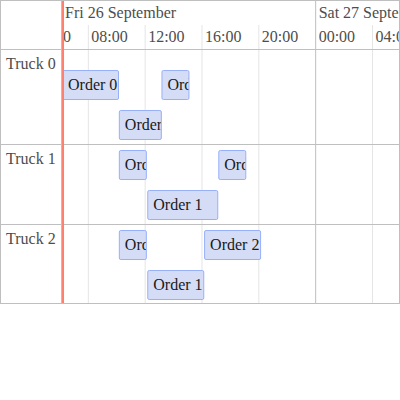 Fri 26 September
Sat 27 Septe
0 08:00 12:00 16:00 20:00 00:00 04:0
Truck 0
Order 0
Orc
Order
Truck 1
Orc
Orc
Order 1
Truck 2
Orc
Order 2
Order 1